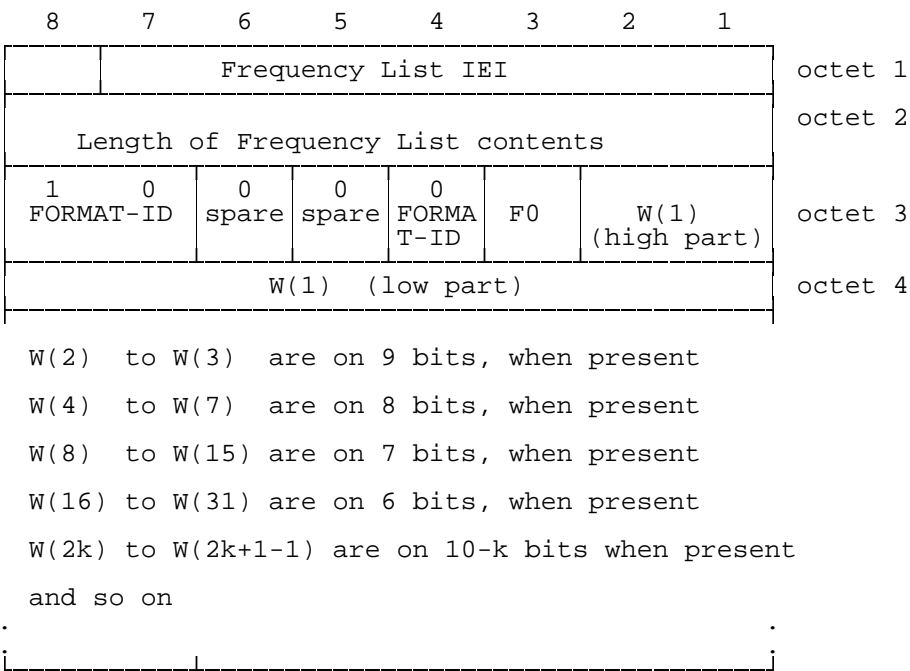 8 7 6 5 4 3 2 1
Frequency List IEI octet 1
octet 2
Length of Frequency List contents
1 0 0 0 0
FORMAT-ID spare spare FORMA F0 W(1) octet 3
T-ID (high part)
W(1) (low part) octet 4
W(2) to W(3) are on 9 bits, when present
W(4) to W(7) are on 8 bits, when present
W(8) to W(15) are on 7 bits, when present
W(16) to W(31) are on 6 bits, when present
W(2k) to W(2k+1-1) are on 10-k bits when present
and so on
. .
. .